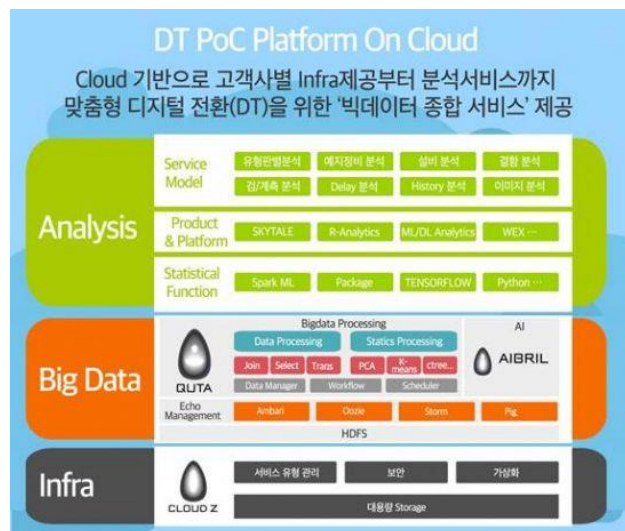 DT PoC Platform On Cloud
Cloud 기반으로 고객사별 Infra제공부터 분석서비스까지
맞춤형 디지털 전환(DT)을 위한 '빅데이터 종합 서비스' 제공
Analysis
Service Model
유형판별분석 예지정비 분석 설비 분석 결함 분석
검/계측 분석 Delay 분석 History 분석 이미지 분석
Product & Platform
SKYTALE R-Analytics ML/DL Analytics WEX ...
Statistical Function
Spark ML Package TENSORFLOW Python ...
Big Data
QUTA
Bigdata Processing
Data Processing Statics Processing
Join Select Trans PCA K-means ctree...
Data Manager Workflow Scheduler
AI
AIBRIL
Echo Management
Ambari Oozie Storm Pig
HDFS
Infra
CLOUD Z
서비스 유형 관리 보안 가상화
대용량 Storage